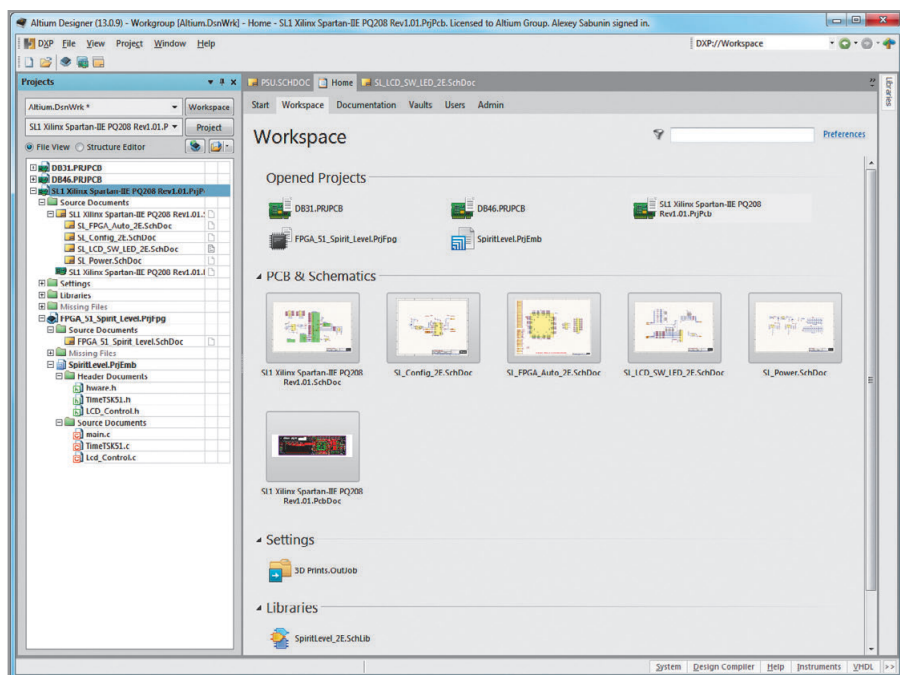 Altium Designer (13.0.9) - Workgroup [Altium.DsnWrk] - Home - SL1 Xilinx Spartan-IIE PQ208 Rev1.01.PrjPcb. Licensed to Altium Group. Alexey Sabunin signed in.
DXP File View Project Window Help
DXP://Workspace
Projects
Altium.DsnWrk *
Workspace
SL1 Xilinx Spartan-IIE PQ208 Rev1.01.P
Project
File View Structure Editor
DB31.PRJPCB
DB46.PRJPCB
SL1 Xilinx Spartan-IIE PQ208 Rev1.01.PrjP
Source Documents
SL1 Xilinx Spartan-IIE PQ208 Rev1.01.
SL_FPGA_Auto_2E.SchDoc
SL_Config_2E.SchDoc
SL_LCD_SW_LED_2E.SchDoc
SL_Power.SchDoc
SL1 Xilinx Spartan-IIE PQ208 Rev1.01.
Settings
Libraries
Missing Files
FPGA_51_Spirit_Level.PrjFpg
Source Documents
FPGA_51_Spirit_Level.SchDoc
Missing Files
SpiritLevel.PrjEmb
Header Documents
hware.h
TimeTSK51.h
LCD_Control.h
Source Documents
main.c
TimeTSK51.c
Lcd_Control.c
PSU.SCHDOC Home SL_LCD_SW_LED_2E.SchDoc
Start Workspace Documentation Vaults Users Admin
Workspace
Preferences
Opened Projects
DB31.PRJPCB
DB46.PRJPCB
SL1 Xilinx Spartan-IIE PQ208
Rev1.01.PrjPcb
FPGA_51_Spirit_Level.PrjFpg
SpiritLevel.PrjEmb
PCB & Schematics
SL1 Xilinx Spartan-IIE PQ208
Rev1.01.SchDoc
SL_Config_2E.SchDoc
SL_FPGA_Auto_2E.SchDoc
SL_LCD_SW_LED_2E.SchDoc
SL_Power.SchDoc
SL1 Xilinx Spartan-IIE PQ208
Rev1.01.PcbDoc
Settings
3D Prints.OutJob
Libraries
SpiritLevel_2E.SchLib
Libraries
System Design Compiler Help Instruments VHDL >>